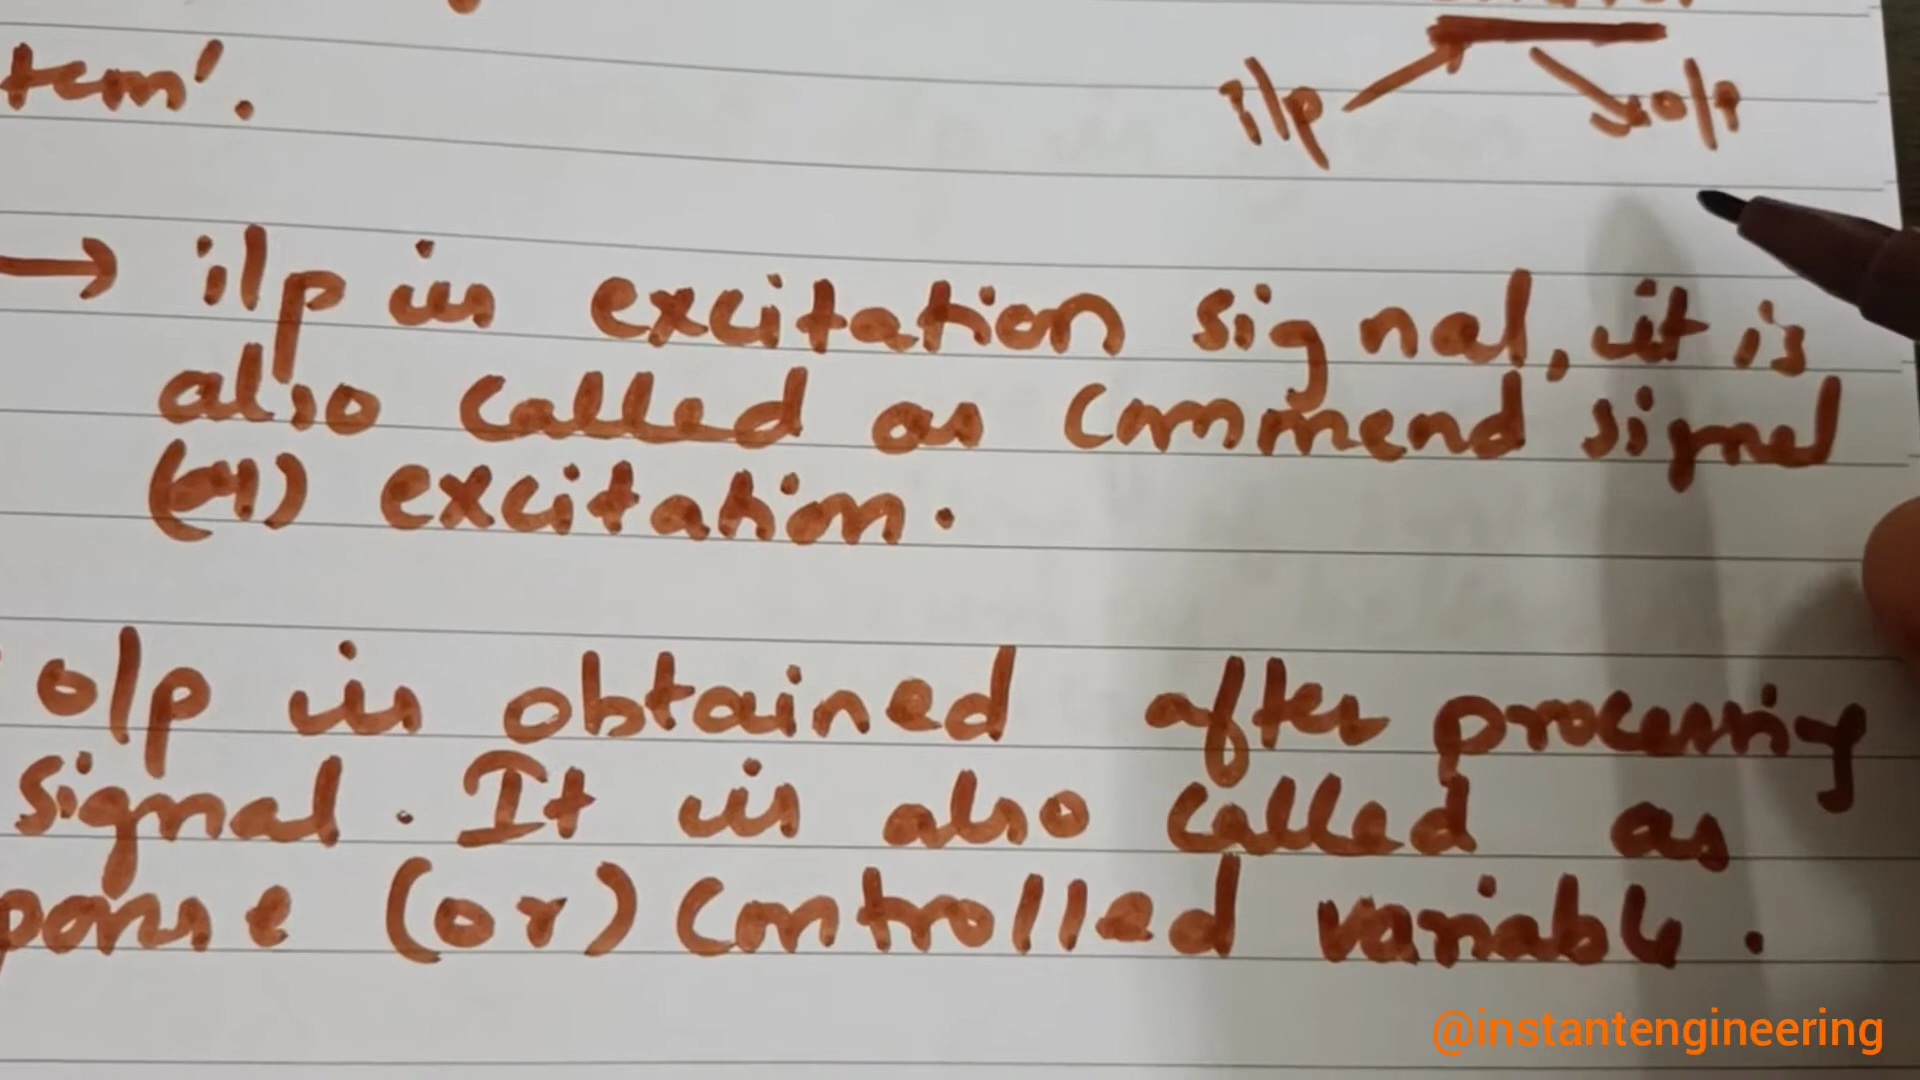 i/p o/p
tem'.
→ i/p is excitation signal, it is
also called as commend signal
(or) excitation.
o/p is obtained after processing
signal. It is also called as
ponse (or) controlled variable.
@instantengineering